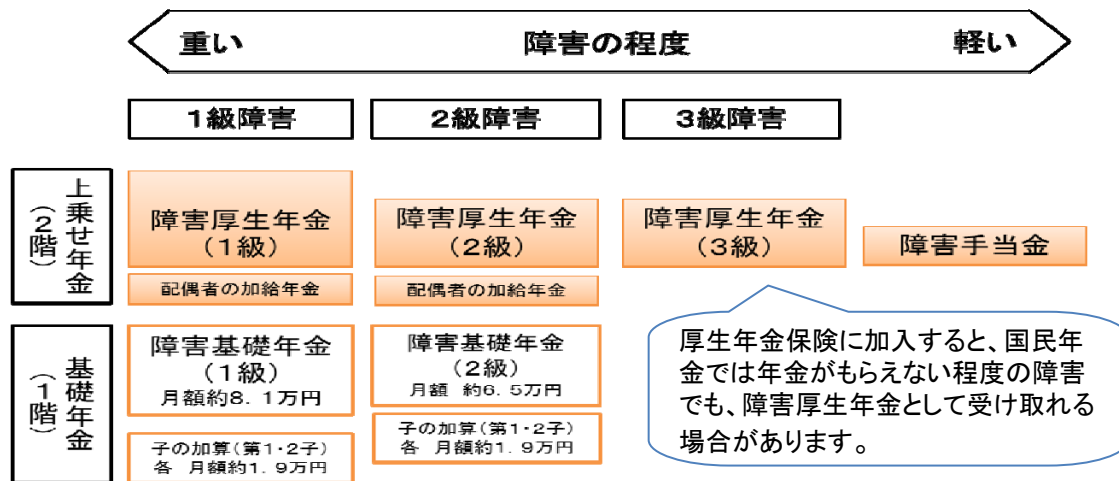 重い 障害の程度 軽い
1級障害 2級障害 3級障害
上乗せ年金
(2階)
障害厚生年金
(1級)
配偶者の加給年金
障害厚生年金
(2級)
配偶者の加給年金
障害厚生年金
(3級)
障害手当金
基礎年金
(1階)
障害基礎年金
(1級)
月額約8.1万円
子の加算(第1・2子)
各 月額約1.9万円
障害基礎年金
(2級)
月額 約6.5万円
子の加算(第1・2子)
各 月額約1.9万円
厚生年金保険に加入すると、国民年
金では年金がもらえない程度の障害
でも、障害厚生年金として受け取れる
場合があります。